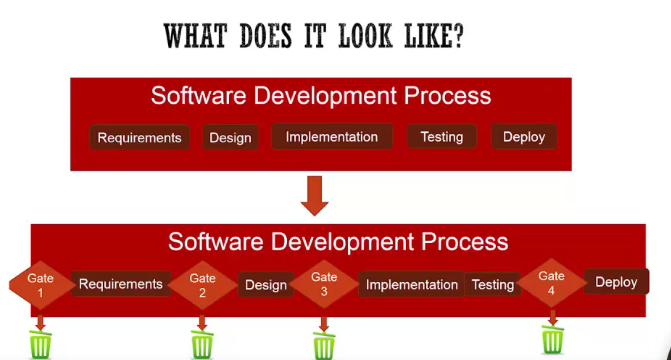 WHAT DOES IT LOOK LIKE?
Software Development Process
Requirements
Design
Implementation
Testing
Deploy
Software Development Process
Gate
1
Requirements
Gate
2
Design
Gate
3
Implementation
Testing
Gate
4
Deploy